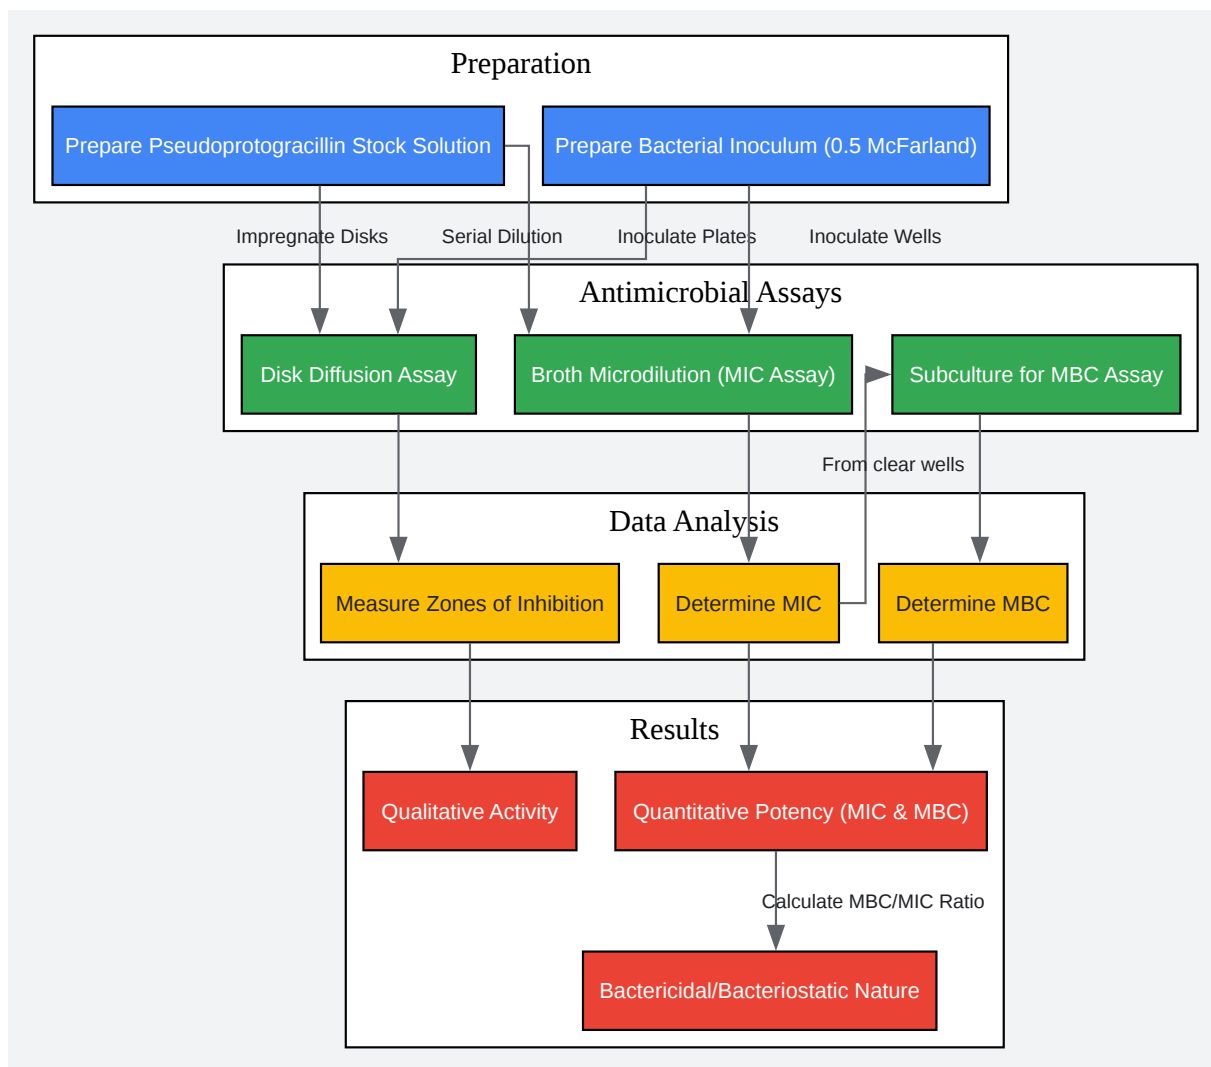 Preparation
Prepare Pseudoprotogracillin Stock Solution
Prepare Bacterial Inoculum (0.5 McFarland)
Impregnate Disks
Serial Dilution
Inoculate Plates
Inoculate Wells
Antimicrobial Assays
Disk Diffusion Assay
Broth Microdilution (MIC Assay)
Subculture for MBC Assay
From clear wells
Data Analysis
Measure Zones of Inhibition
Determine MIC
Determine MBC
Results
Qualitative Activity
Quantitative Potency (MIC & MBC)
Calculate MBC/MIC Ratio
Bactericidal/Bacteriostatic Nature